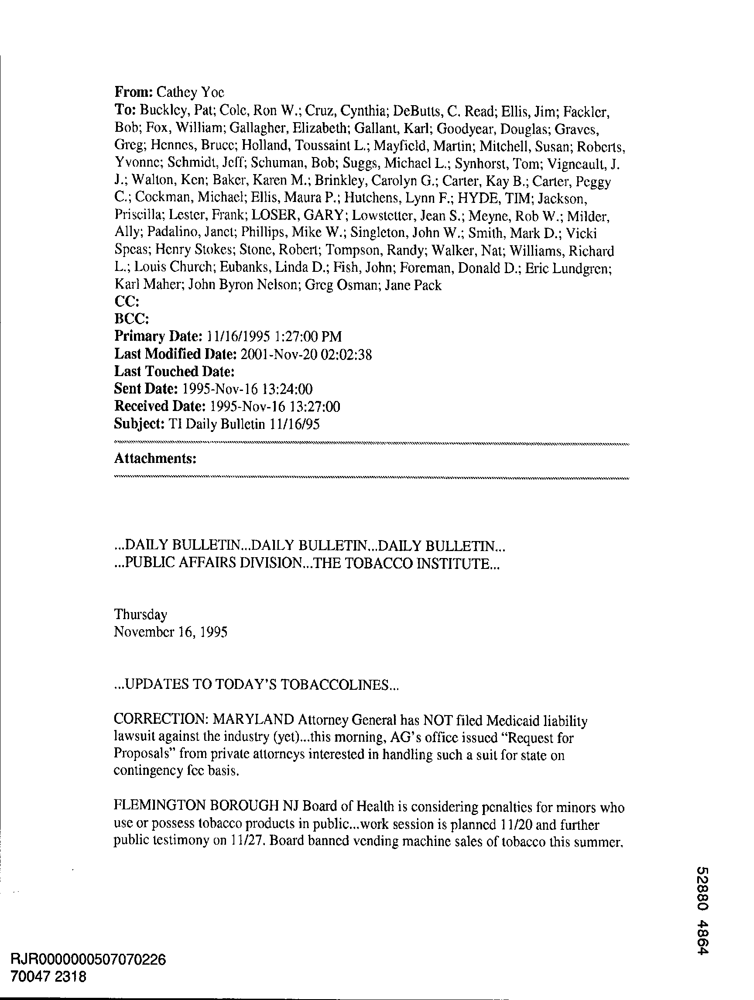 From: Cathey Yoe
To: Buckley, Pat; Cole, Ron W.; Cruz, Cynthia; DeButts, C. Read; Ellis, Jim; Fackler,
Bob; Fox, William; Gallagher, Elizabeth; Gallant, Karl; Goodyear, Douglas; Graves,
Greg; Hennes, Bruce; Holland, Toussaint L.; Mayfield, Martin; Mitchell, Susan; Roberts,
Yvonne; Schmidt, Jeff; Schuman, Bob; Suggs, Michael L.; Synhorst, Tom; Vigneault, J.
J.; Walton, Ken; Baker, Karen M.; Brinkley, Carolyn G.; Carter, Kay B.; Carter, Peggy
C.; Cockman, Michael; Ellis, Maura P.; Hutchens, Lynn F.; HYDE, TIM; Jackson,
Priscilla; Lester, Frank; LOSER, GARY; Lowstetter, Jean S.; Meyne, Rob W.; Milder,
Ally; Padalino, Janet; Phillips, Mike W.; Singleton, John W.; Smith, Mark D.; Vicki
Speas; Henry Stokes; Stone, Robert; Tompson, Randy; Walker, Nat; Williams, Richard
L.; Louis Church; Eubanks, Linda D.; Fish, John; Foreman, Donald D.; Eric Lundgren;
Karl Maher; John Byron Nelson; Greg Osman; Jane Pack
CC:
BCC:
Primary Date: 11/16/1995 1:27:00 PM
Last Modified Date: 2001-Nov-20 02:02:38
Last Touched Date:
Sent Date: 1995-Nov-16 13:24:00
Received Date: 1995-Nov-16 13:27:00
Subject: TI Daily Bulletin 11/16/95
Attachments:
...DAILY BULLETIN...DAILY BULLETIN...DAILY BULLETIN...
...PUBLIC AFFAIRS DIVISION...THE TOBACCO INSTITUTE...
Thursday
November 16, 1995
...UPDATES TO TODAY'S TOBACCOLINES...
CORRECTION: MARYLAND Attorney General has NOT filed Medicaid liability
lawsuit against the industry (yet)...this morning, AG's office issued "Request for
Proposals" from private attorneys interested in handling such a suit for state on
contingency fee basis.
FLEMINGTON BOROUGH NJ Board of Health is considering penalties for minors who
use or possess tobacco products in public...work session is planned 11/20 and further
public testimony on 11/27. Board banned vending machine sales of tobacco this summer.
52880 4864
RJR0000000507070226
70047 2318